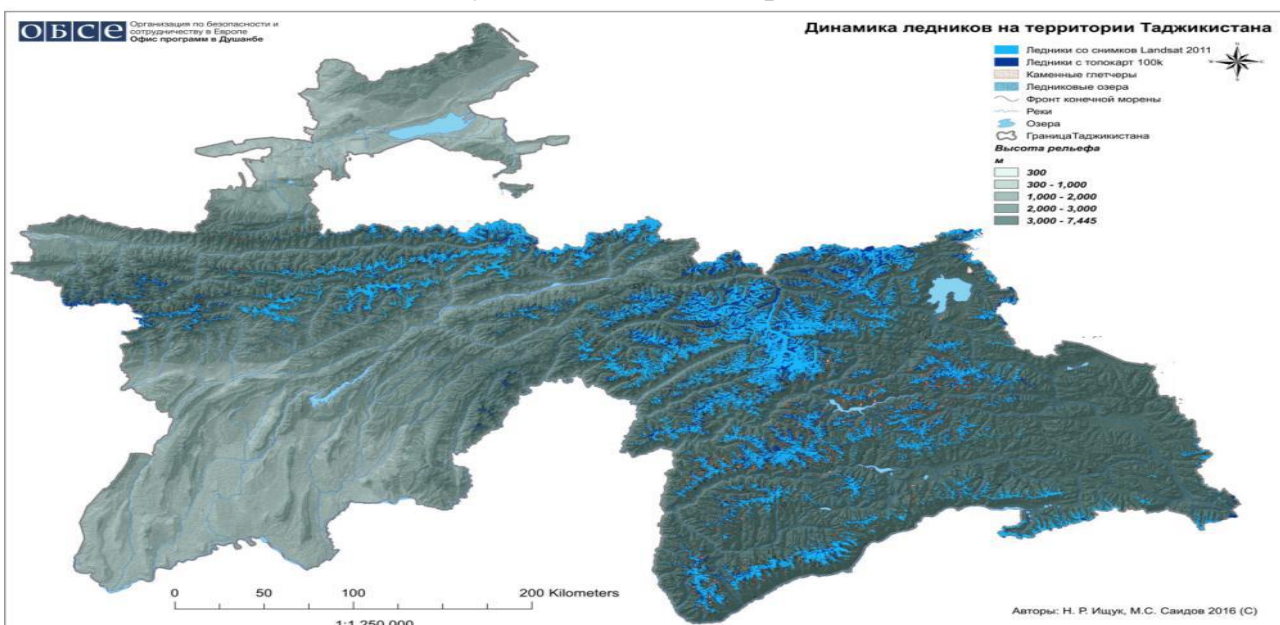 ОБСЕ
Организация по безопасности и
сотрудничеству в Европе
Офис программ в Душанбе
Динамика ледников на территории Таджикистана
Ледники со снимков Landsat 2011
Ледники с топокарт 100k
Каменные глетчеры
Ледниковые озера
Фронт конечной морены
Реки
Озера
ГраницаТаджикистана
Высота рельефа
м
300
300 - 1,000
1,000 - 2,000
2,000 - 3,000
3,000 - 7,445
0 50 100 200 Kilometers
1:1 250 000
Авторы: Н. Р. Ищук, М.С. Саидов 2016 (C)